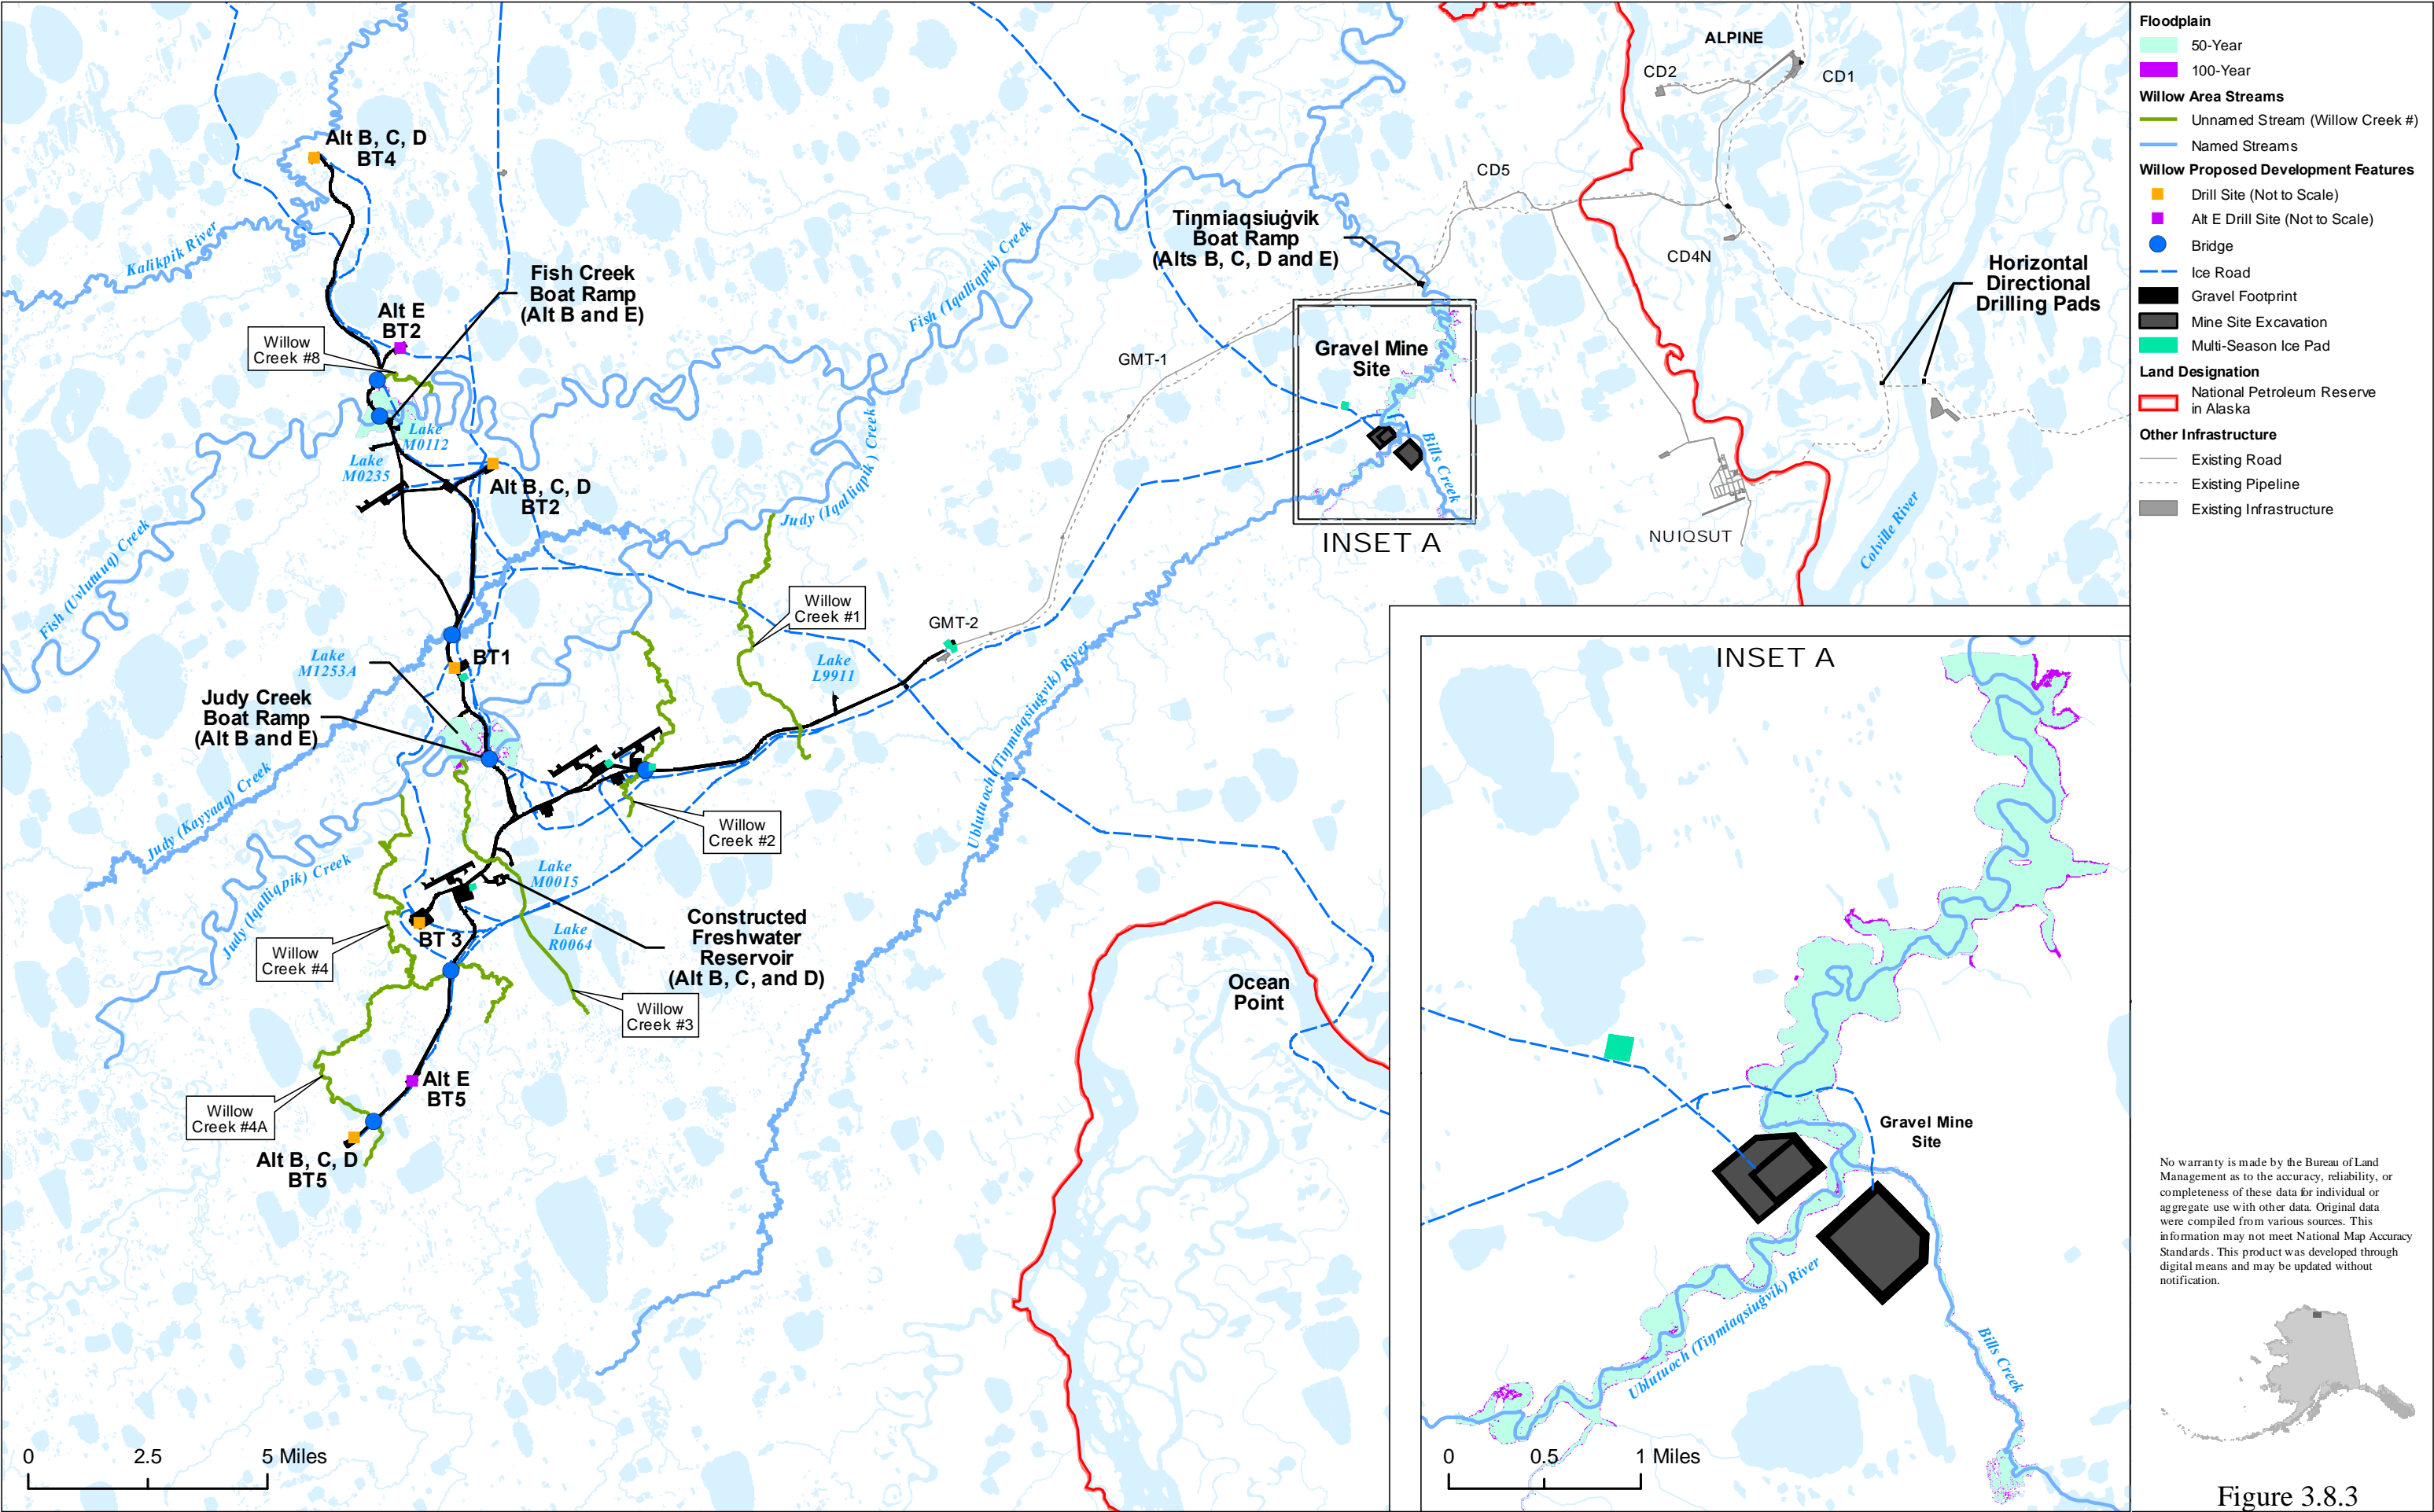 Alt B, C, D
BT4
Kalikpik River
Fish Creek
Boat Ramp
(Alt B and E)
Alt E
BT2
Willow
Creek #8
Lake
M0112
Lake
M0235
Alt B, C, D
BT2
Fish (Iqalliqpik) Creek
Judy (Iqalliqpik) Creek
Fish (Uvlutuuq) Creek
Tiŋmiaqsiuġvik
Boat Ramp
(Alts B, C, D and E)
GMT-1
Gravel Mine
Site
Bills Creek
INSET A
ALPINE
CD2
CD1
CD5
CD4N
Horizontal
Directional
Drilling Pads
NUIQSUT
Colville River
Willow
Creek #1
GMT-2
Lake
L9911
Lake
M1253A
BT1
Judy Creek
Boat Ramp
(Alt B and E)
Judy (Kayyaaq) Creek
Judy (Iqalliqpik) Creek
Ublutuoch (Tiŋmiaqsiuġvik) River
Willow
Creek #2
Lake
M0015
Lake
R0064
Constructed
Freshwater
Reservoir
(Alt B, C, and D)
BT 3
Willow
Creek #4
Willow
Creek #3
Alt E
BT5
Willow
Creek #4A
Alt B, C, D
BT5
Ocean
Point
0 2.5 5 Miles
INSET A
Gravel Mine
Site
Ublutuoch (Tiŋmiaqsiuġvik) River
Bills Creek
0 0.5 1 Miles
Floodplain
50-Year
100-Year
Willow Area Streams
Unnamed Stream (Willow Creek #)
Named Streams
Willow Proposed Development Features
Drill Site (Not to Scale)
Alt E Drill Site (Not to Scale)
Bridge
Ice Road
Gravel Footprint
Mine Site Excavation
Multi-Season Ice Pad
Land Designation
National Petroleum Reserve
in Alaska
Other Infrastructure
Existing Road
Existing Pipeline
Existing Infrastructure
No warranty is made by the Bureau of Land
Management as to the accuracy, reliability, or
completeness of these data for individual or
aggregate use with other data. Original data
were compiled from various sources. This
information may not meet National Map Accuracy
Standards. This product was developed through
digital means and may be updated without
notification.
Figure 3.8.3